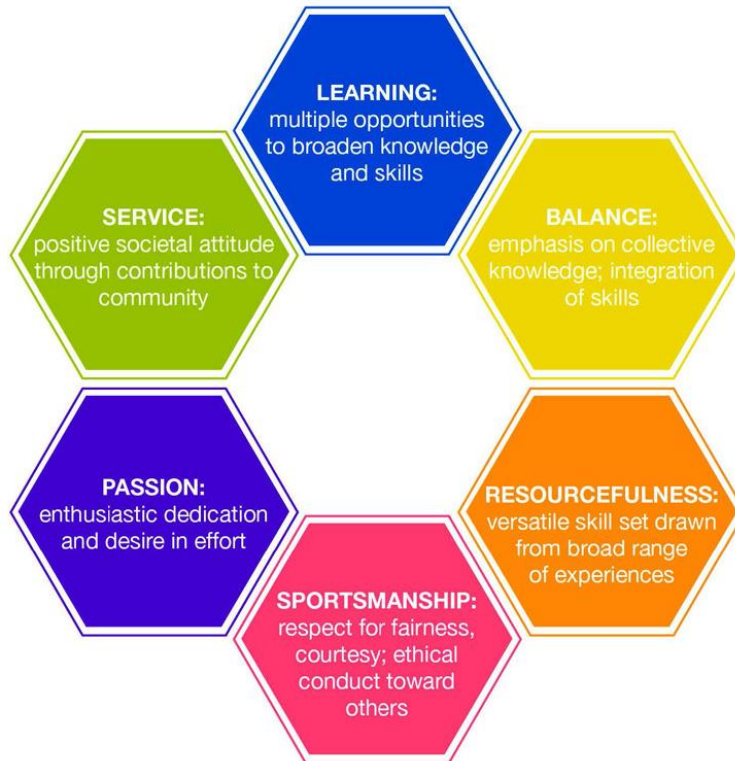 LEARNING:
multiple opportunities
to broaden knowledge
and skills
BALANCE:
emphasis on collective
knowledge; integration
of skills
RESOURCEFULNESS:
versatile skill set drawn
from broad range
of experiences
SPORTSMANSHIP:
respect for fairness,
courtesy; ethical
conduct toward
others
PASSION:
enthusiastic dedication
and desire in effort
SERVICE:
positive societal attitude
through contributions to
community